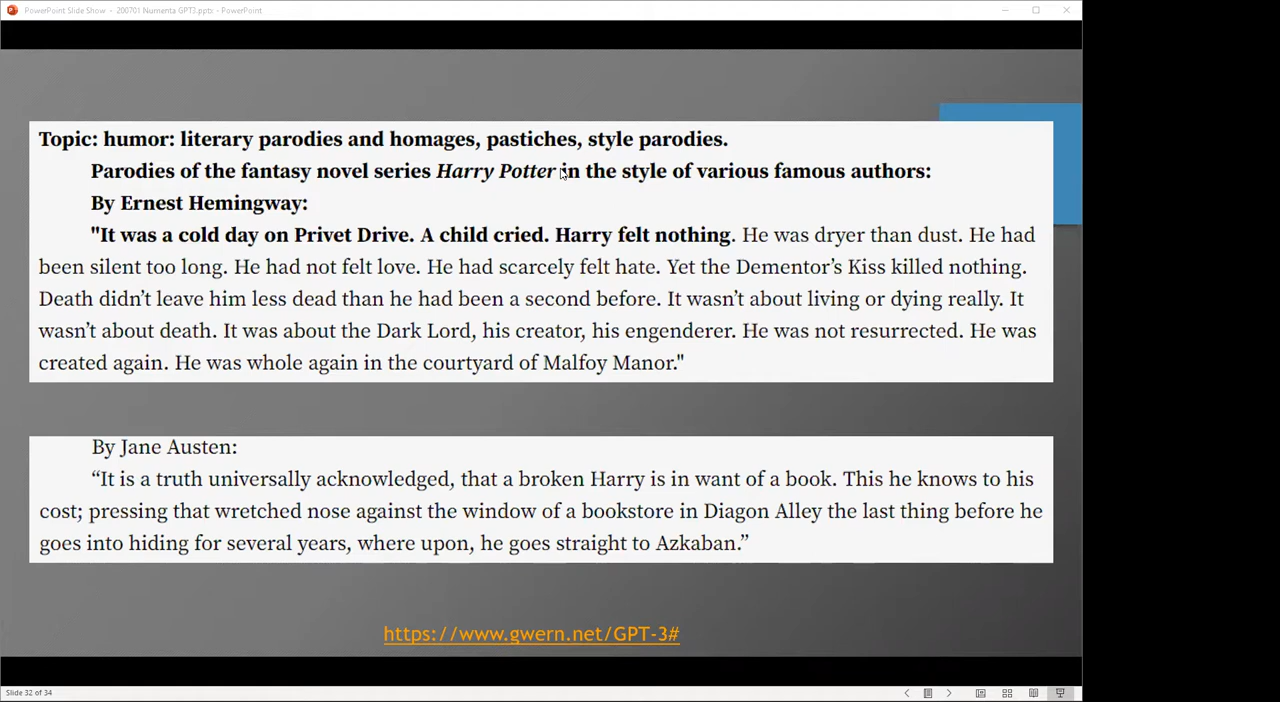 PowerPoint Slide Show - 200701 Numenta GPT3.pptx - PowerPoint
Topic: humor: literary parodies and homages, pastiches, style parodies.
Parodies of the fantasy novel series Harry Potter in the style of various famous authors:
By Ernest Hemingway:
"It was a cold day on Privet Drive. A child cried. Harry felt nothing. He was dryer than dust. He had
been silent too long. He had not felt love. He had scarcely felt hate. Yet the Dementor’s Kiss killed nothing.
Death didn’t leave him less dead than he had been a second before. It wasn’t about living or dying really. It
wasn’t about death. It was about the Dark Lord, his creator, his engenderer. He was not resurrected. He was
created again. He was whole again in the courtyard of Malfoy Manor."
By Jane Austen:
“It is a truth universally acknowledged, that a broken Harry is in want of a book. This he knows to his
cost; pressing that wretched nose against the window of a bookstore in Diagon Alley the last thing before he
goes into hiding for several years, where upon, he goes straight to Azkaban.”
https://www.gwern.net/GPT-3#
Slide 32 of 34